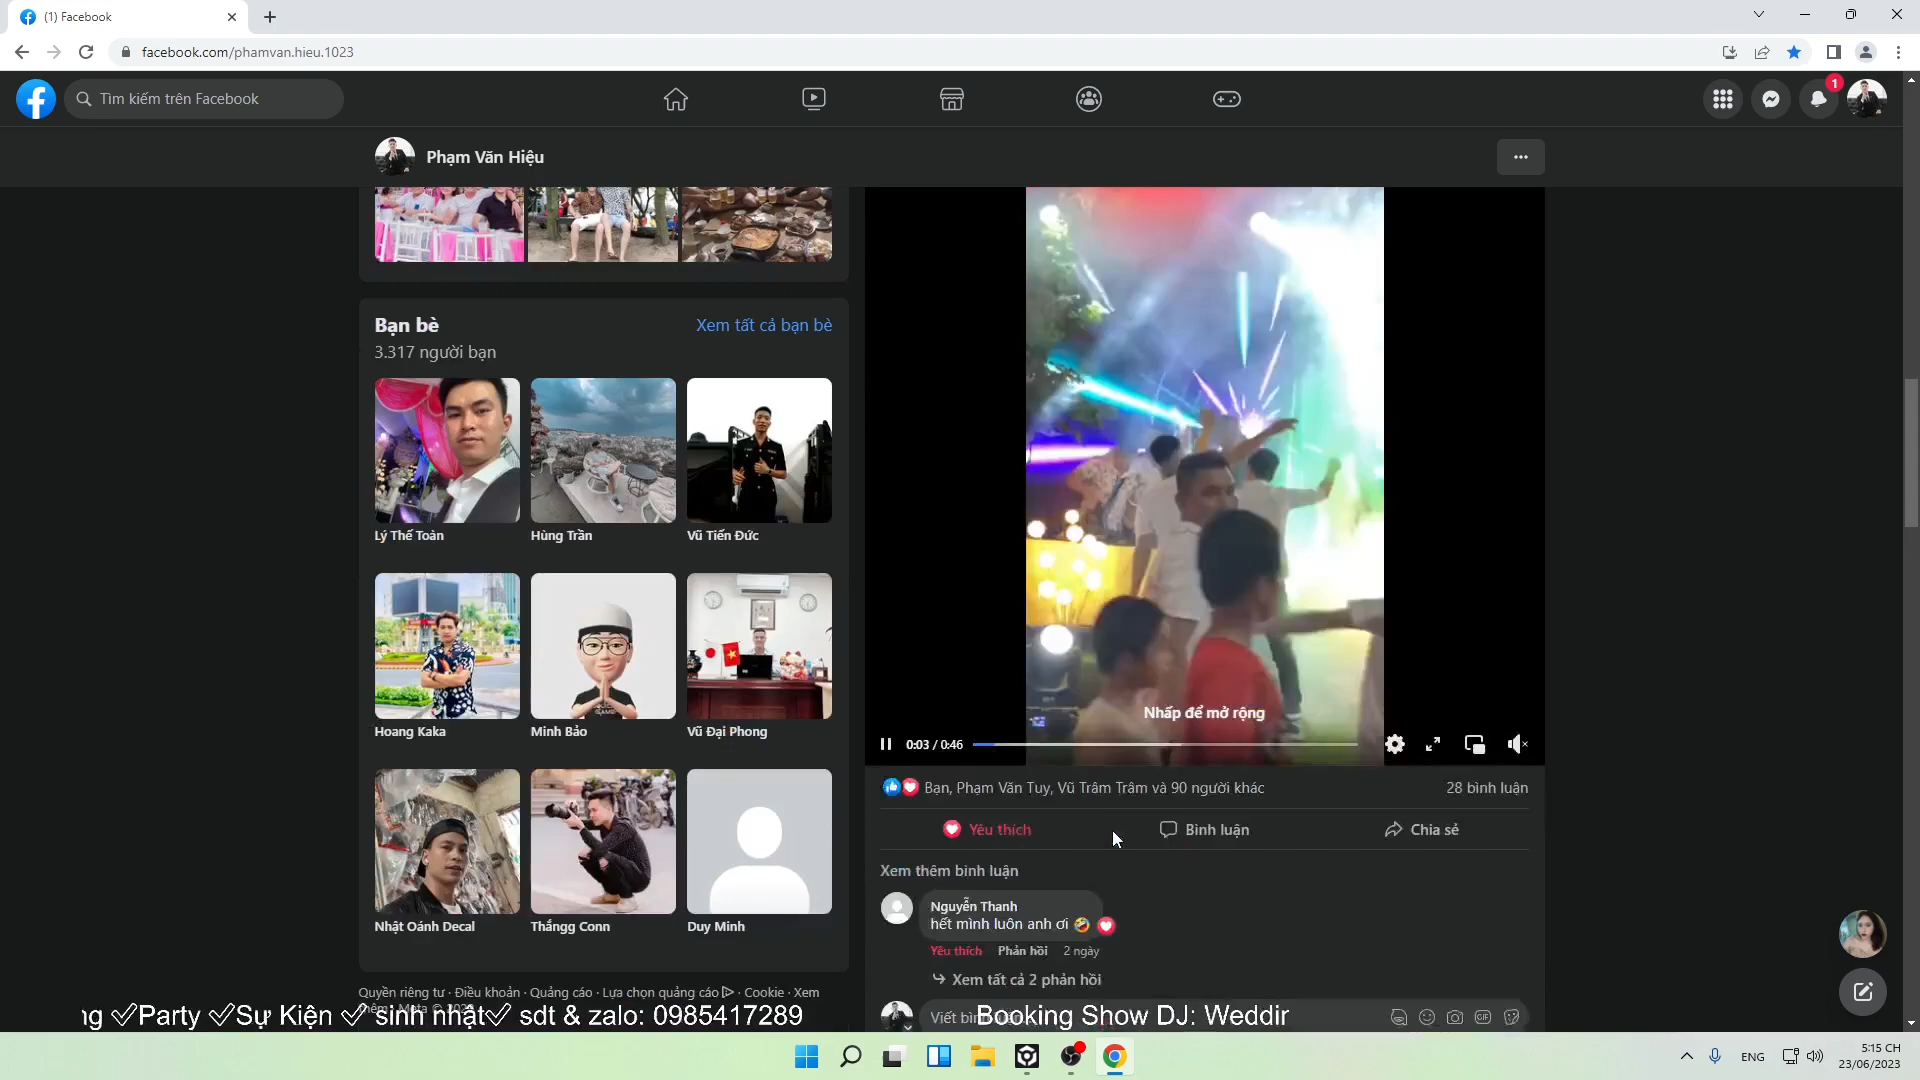 (1) Facebook
facebook.com/phamvan.hieu.1023
Tìm kiếm trên Facebook
1
Phạm Văn Hiệu
Bạn bè
Xem tất cả bạn bè
3.317 người bạn
Lý Thế Toàn
Hùng Trần
Vũ Tiến Đức
Hoang Kaka
Minh Bảo
Vũ Đại Phong
Nhật Oánh Decal
Thắngg Conn
Duy Minh
Quyền riêng tư · Điều khoản · Quảng cáo · Lựa chọn quảng cáo · Cookie · Xem
Nhấp để mở rộng
0:03 / 0:46
Bạn, Phạm Văn Tuy, Vũ Trâm Trâm và 90 người khác
28 bình luận
Yêu thích
Bình luận
Chia sẻ
Xem thêm bình luận
Nguyễn Thanh
hết mình luôn anh ơi 🤣
Yêu thích Phản hồi 2 ngày
Xem tất cả 2 phản hồi
Viết
GIF
ng ✅Party ✅Sự Kiện ✅ sinh nhật✅ sdt & zalo: 0985417289
Booking Show DJ: Weddir
ENG
5:15 CH
23/06/2023